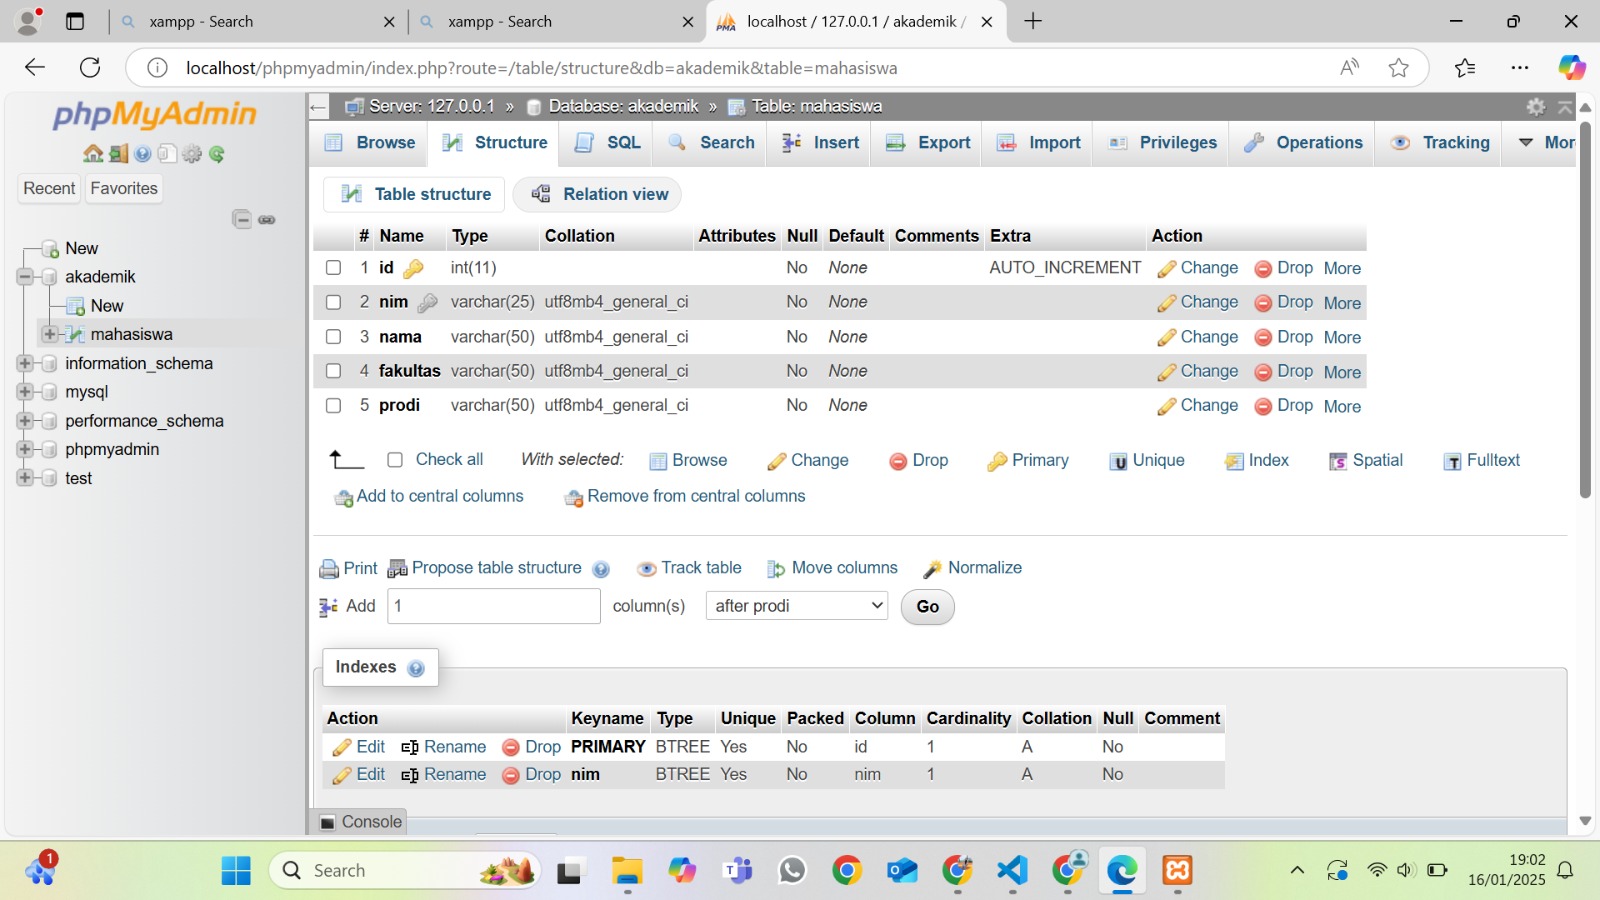 xampp - Search
xampp - Search
PMA
localhost / 127.0.0.1 / akademik /
localhost/phpmyadmin/index.php?route=/table/structure&db=akademik&table=mahasiswa
phpMyAdmin
Recent Favorites
New
akademik
New
mahasiswa
information_schema
mysql
performance_schema
phpmyadmin
test
Server: 127.0.0.1 » Database: akademik » Table: mahasiswa
Browse Structure SQL Search Insert Export Import Privileges Operations Tracking Mor
Table structure Relation view
# Name Type Collation Attributes Null Default Comments Extra Action
1 id int(11) No None AUTO_INCREMENT Change Drop More
2 nim varchar(25) utf8mb4_general_ci No None Change Drop More
3 nama varchar(50) utf8mb4_general_ci No None Change Drop More
4 fakultas varchar(50) utf8mb4_general_ci No None Change Drop More
5 prodi varchar(50) utf8mb4_general_ci No None Change Drop More
Check all With selected: Browse Change Drop Primary Unique Index Spatial Fulltext
Add to central columns Remove from central columns
Print Propose table structure Track table Move columns Normalize
Add 1 column(s) after prodi Go
Indexes
Action Keyname Type Unique Packed Column Cardinality Collation Null Comment
Edit Rename Drop PRIMARY BTREE Yes No id 1 A No
Edit Rename Drop nim BTREE Yes No nim 1 A No
Console
1
Search
19:02
16/01/2025